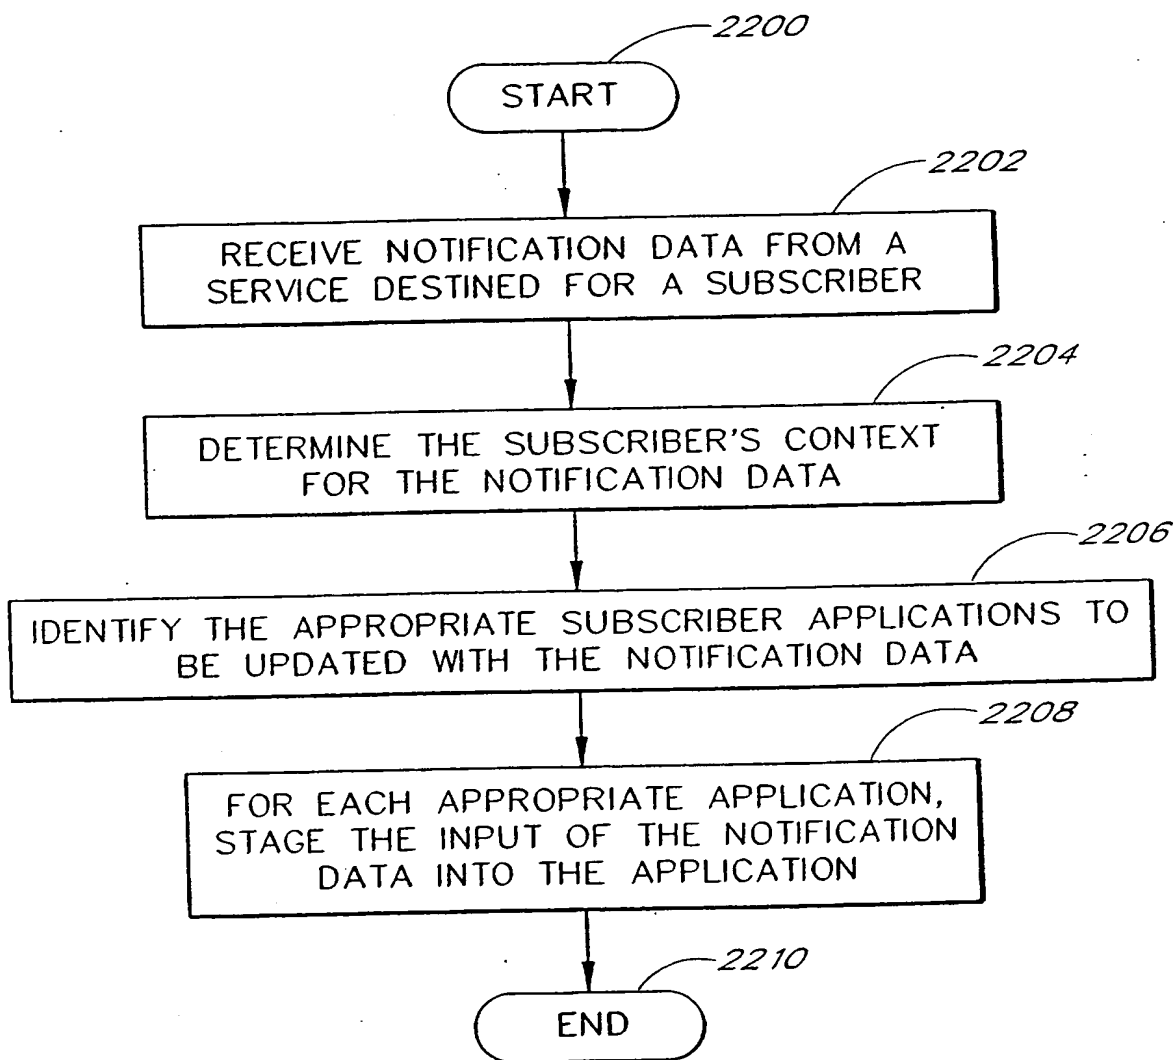 2200
START
2202
RECEIVE NOTIFICATION DATA FROM A
SERVICE DESTINED FOR A SUBSCRIBER
2204
DETERMINE THE SUBSCRIBER'S CONTEXT
FOR THE NOTIFICATION DATA
2206
IDENTIFY THE APPROPRIATE SUBSCRIBER APPLICATIONS TO
BE UPDATED WITH THE NOTIFICATION DATA
2208
FOR EACH APPROPRIATE APPLICATION,
STAGE THE INPUT OF THE NOTIFICATION
DATA INTO THE APPLICATION
2210
END